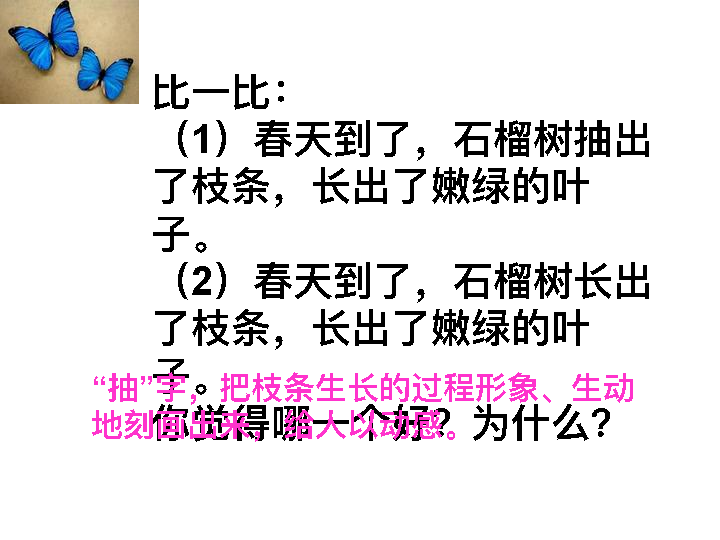 比一比：
（1）春天到了，石榴树抽出
了枝条，长出了嫩绿的叶
子。
（2）春天到了，石榴树长出
了枝条，长出了嫩绿的叶
子。
“抽”字，把枝条生长的过程形象、生动
地刻画出来，给人以动感。
你觉得哪一个好？为什么？